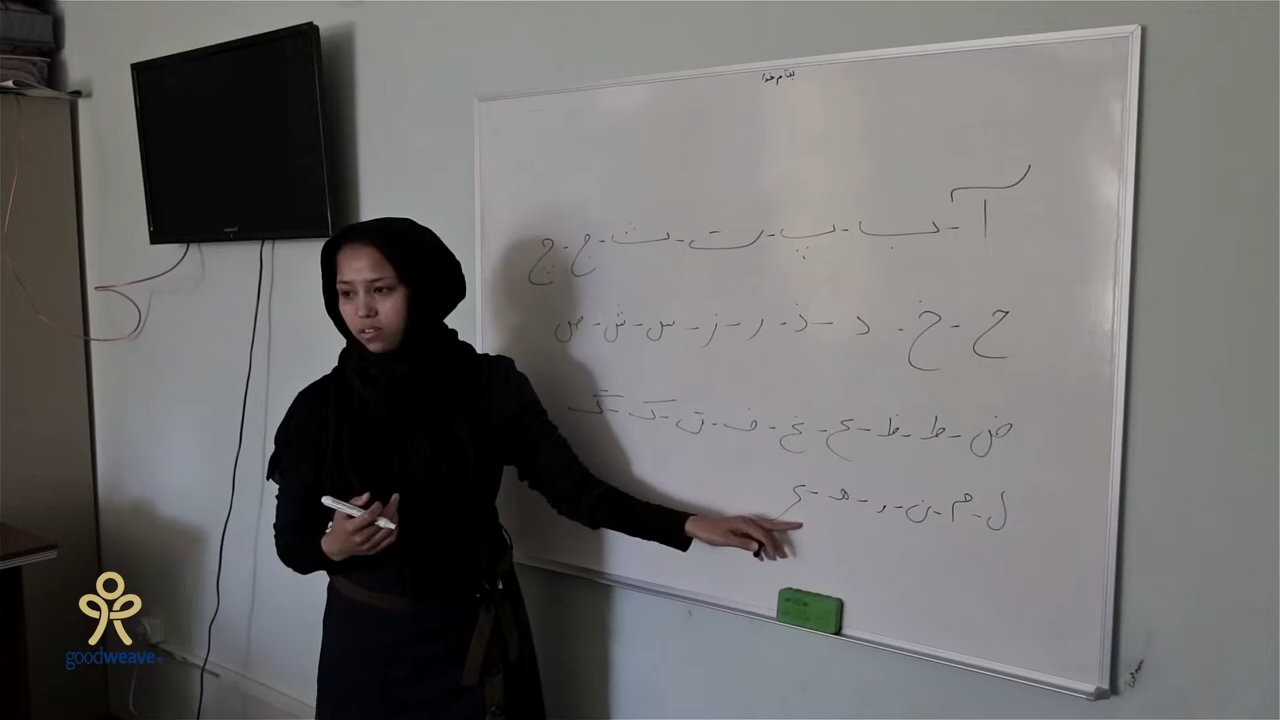 بنام خدا
آ - ب - پ - ت - ث - ج - چ
ح - خ - د - ذ - ر - ز - س - ش - ص
ض - ط - ظ - ع - غ - ف - ق - ک - گ
ل - م - ن - و - ه - ی
goodweave